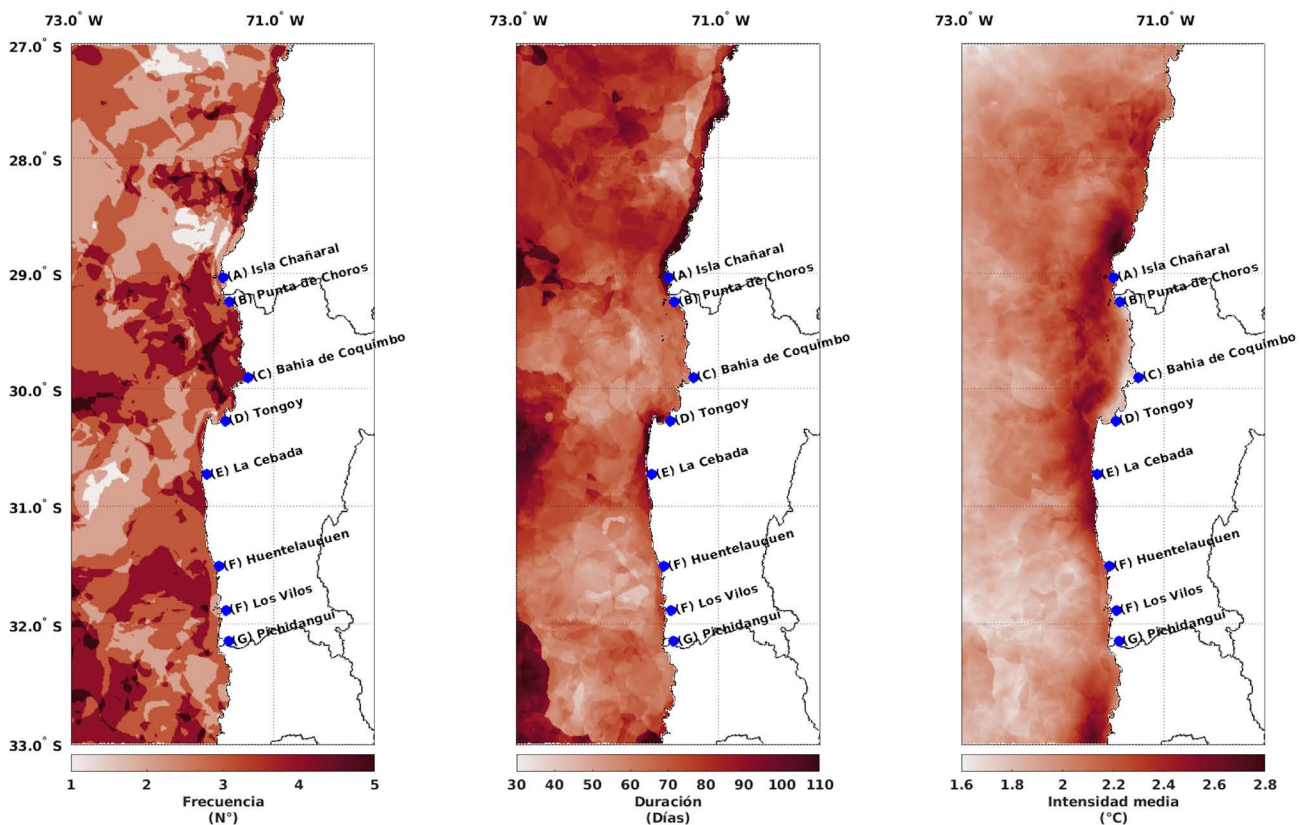 73.0° W 71.0° W 73.0° W 71.0° W 73.0° W 71.0° W
27.0° S
28.0° S
29.0° S
30.0° S
31.0° S
32.0° S
33.0° S
(A) Isla Chañaral
(B) Punta de Choros
(C) Bahia de Coquimbo
(D) Tongoy
(E) La Cebada
(F) Huentelauquen
(F) Los Vilos
(G) Pichidangui
1 2 3 4 5
Frecuencia
(N°)
(A) Isla Chañaral
(B) Punta de Choros
(C) Bahia de Coquimbo
(D) Tongoy
(E) La Cebada
(F) Huentelauquen
(F) Los Vilos
(G) Pichidangui
30 40 50 60 70 80 90 100 110
Duración
(Días)
(A) Isla Chañaral
(B) Punta de Choros
(C) Bahia de Coquimbo
(D) Tongoy
(E) La Cebada
(F) Huentelauquen
(F) Los Vilos
(G) Pichidangui
1.6 1.8 2 2.2 2.4 2.6 2.8
Intensidad media
(°C)